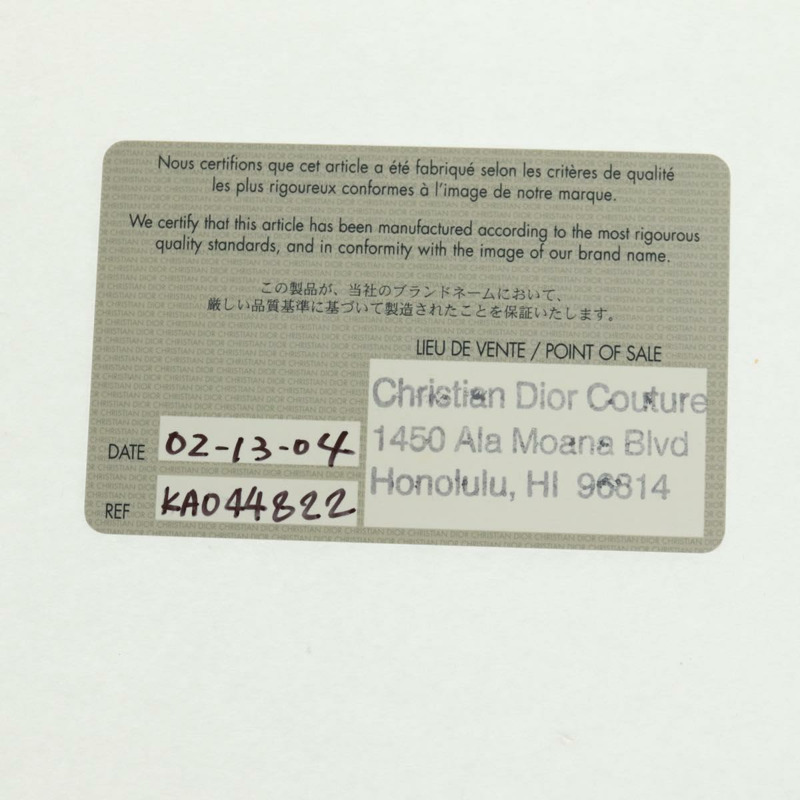 Nous certifions que cet article a été fabriqué selon les critères de qualité
les plus rigoureux conformes à l'image de notre marque.
We certify that this article has been manufactured according to the most rigourous
quality standards, and in conformity with the image of our brand name.
この製品が、当社のブランドネームにおいて、
厳しい品質基準に基づいて製造されたことを保証いたします。
LIEU DE VENTE / POINT OF SALE
Christian Dior Couture
1450 Ala Moana Blvd
Honolulu, HI 96814
DATE 02-13-04
REF KA044822